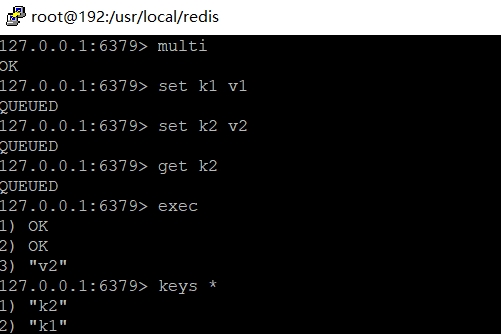 root@192:/usr/local/redis
127.0.0.1:6379> multi
OK
127.0.0.1:6379> set k1 v1
QUEUED
127.0.0.1:6379> set k2 v2
QUEUED
127.0.0.1:6379> get k2
QUEUED
127.0.0.1:6379> exec
1) OK
2) OK
3) "v2"
127.0.0.1:6379> keys *
1) "k2"
2) "k1"